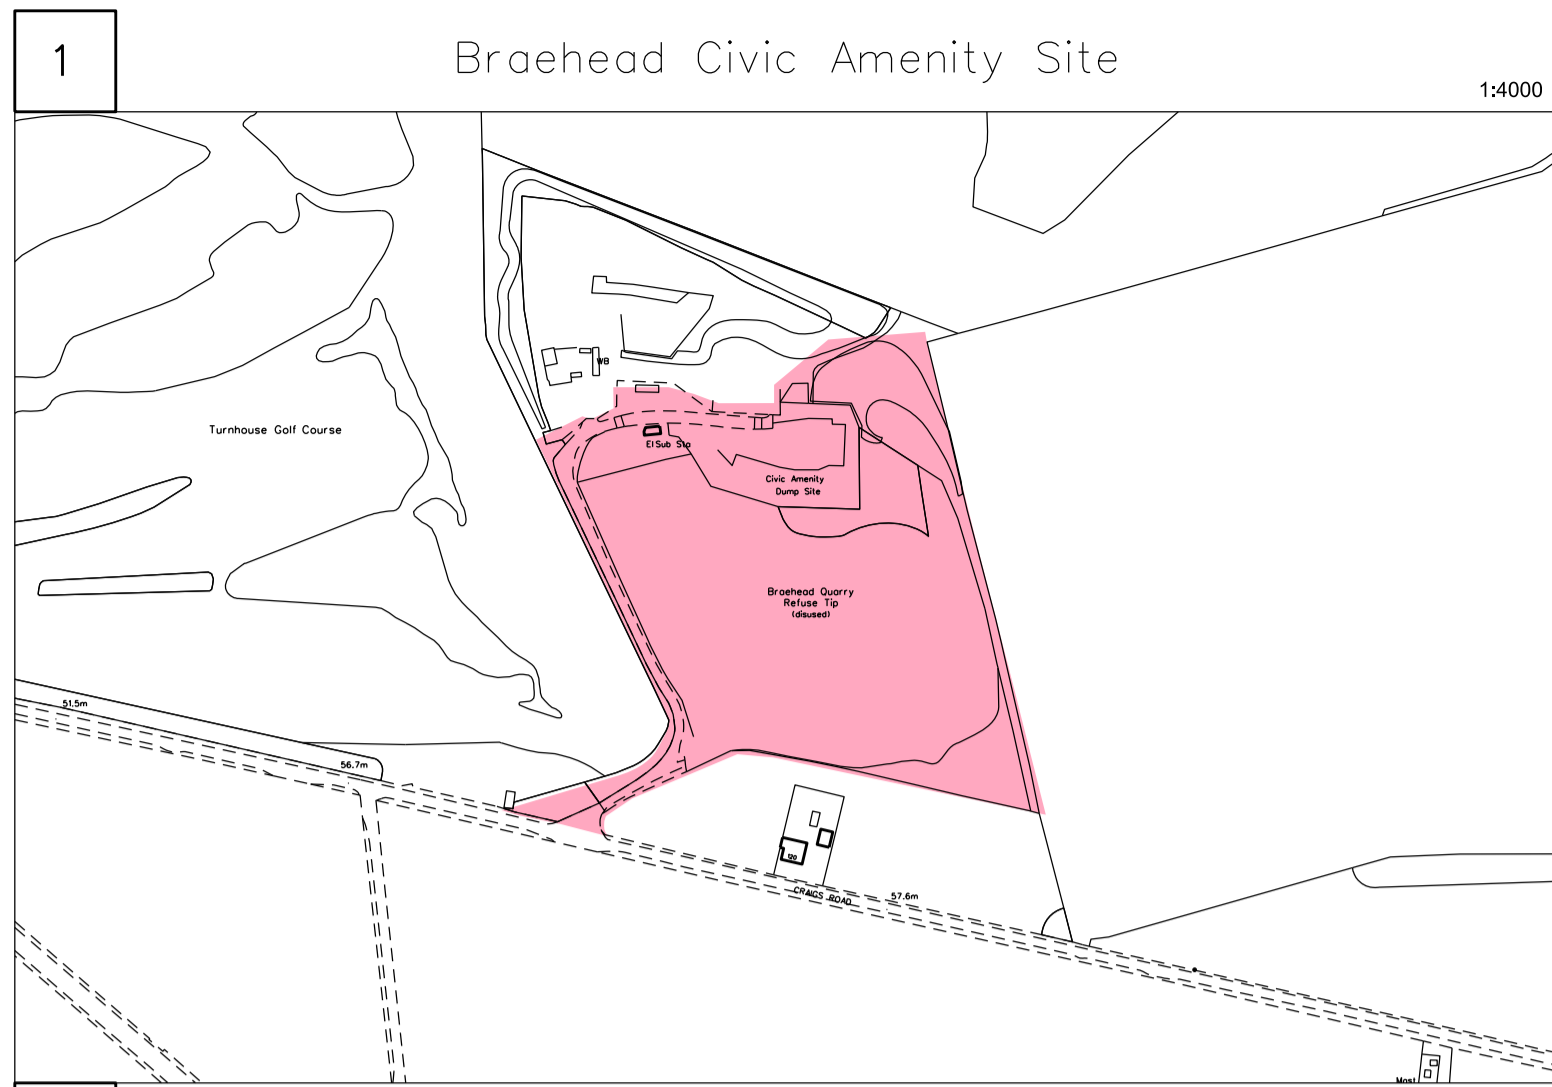 1
Braehead Civic Amenity Site
1:4000
WB
Turnhouse Golf Course
El Sub Sta
Civic Amenity
Dump Site
Braehead Quarry
Refuse Tip
(disused)
51.5m
56.7m
120
CRAIGS ROAD
57.6m
Mast